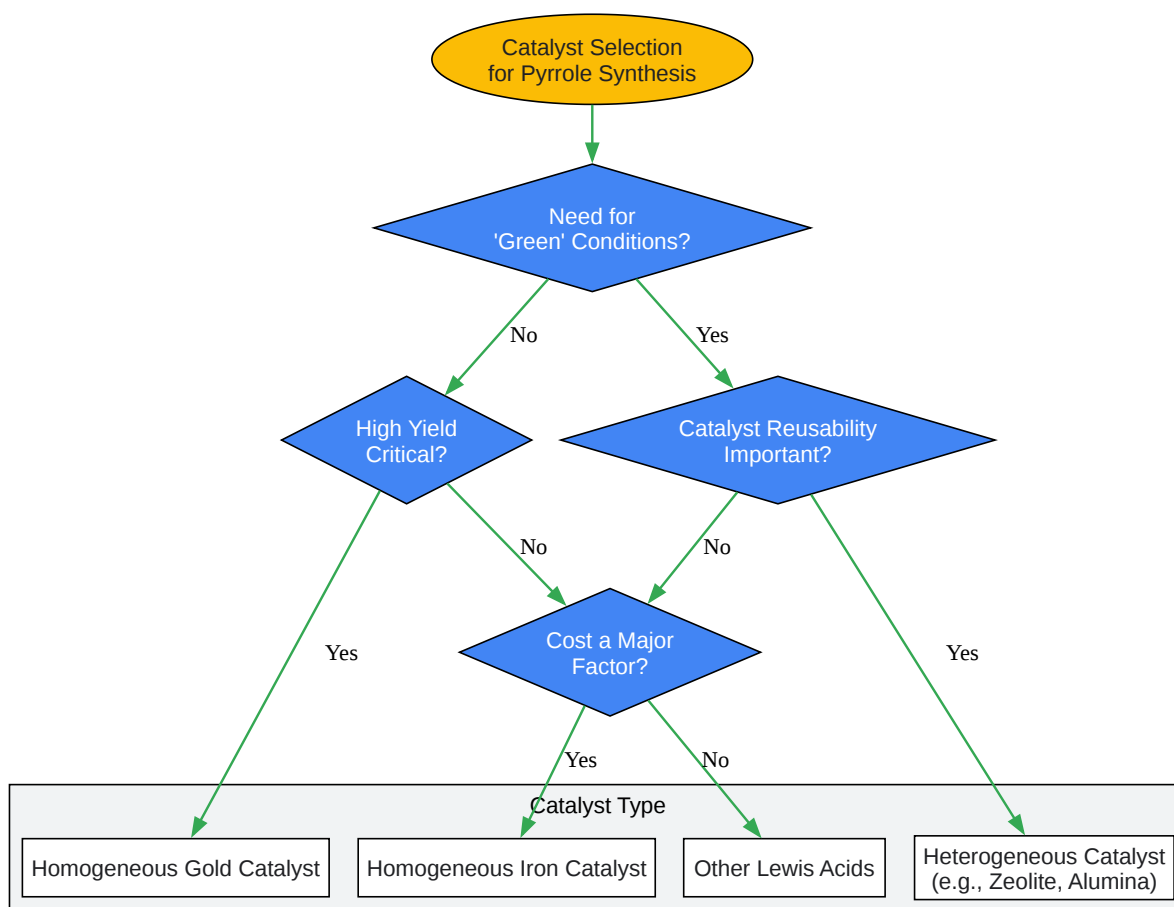 Catalyst Selection
for Pyrrole Synthesis
Need for
'Green' Conditions?
No
Yes
High Yield
Critical?
Catalyst Reusability
Important?
No
No
Cost a Major
Factor?
Yes
Yes
Yes
No
Catalyst Type
Homogeneous Gold Catalyst
Homogeneous Iron Catalyst
Other Lewis Acids
Heterogeneous Catalyst
(e.g., Zeolite, Alumina)